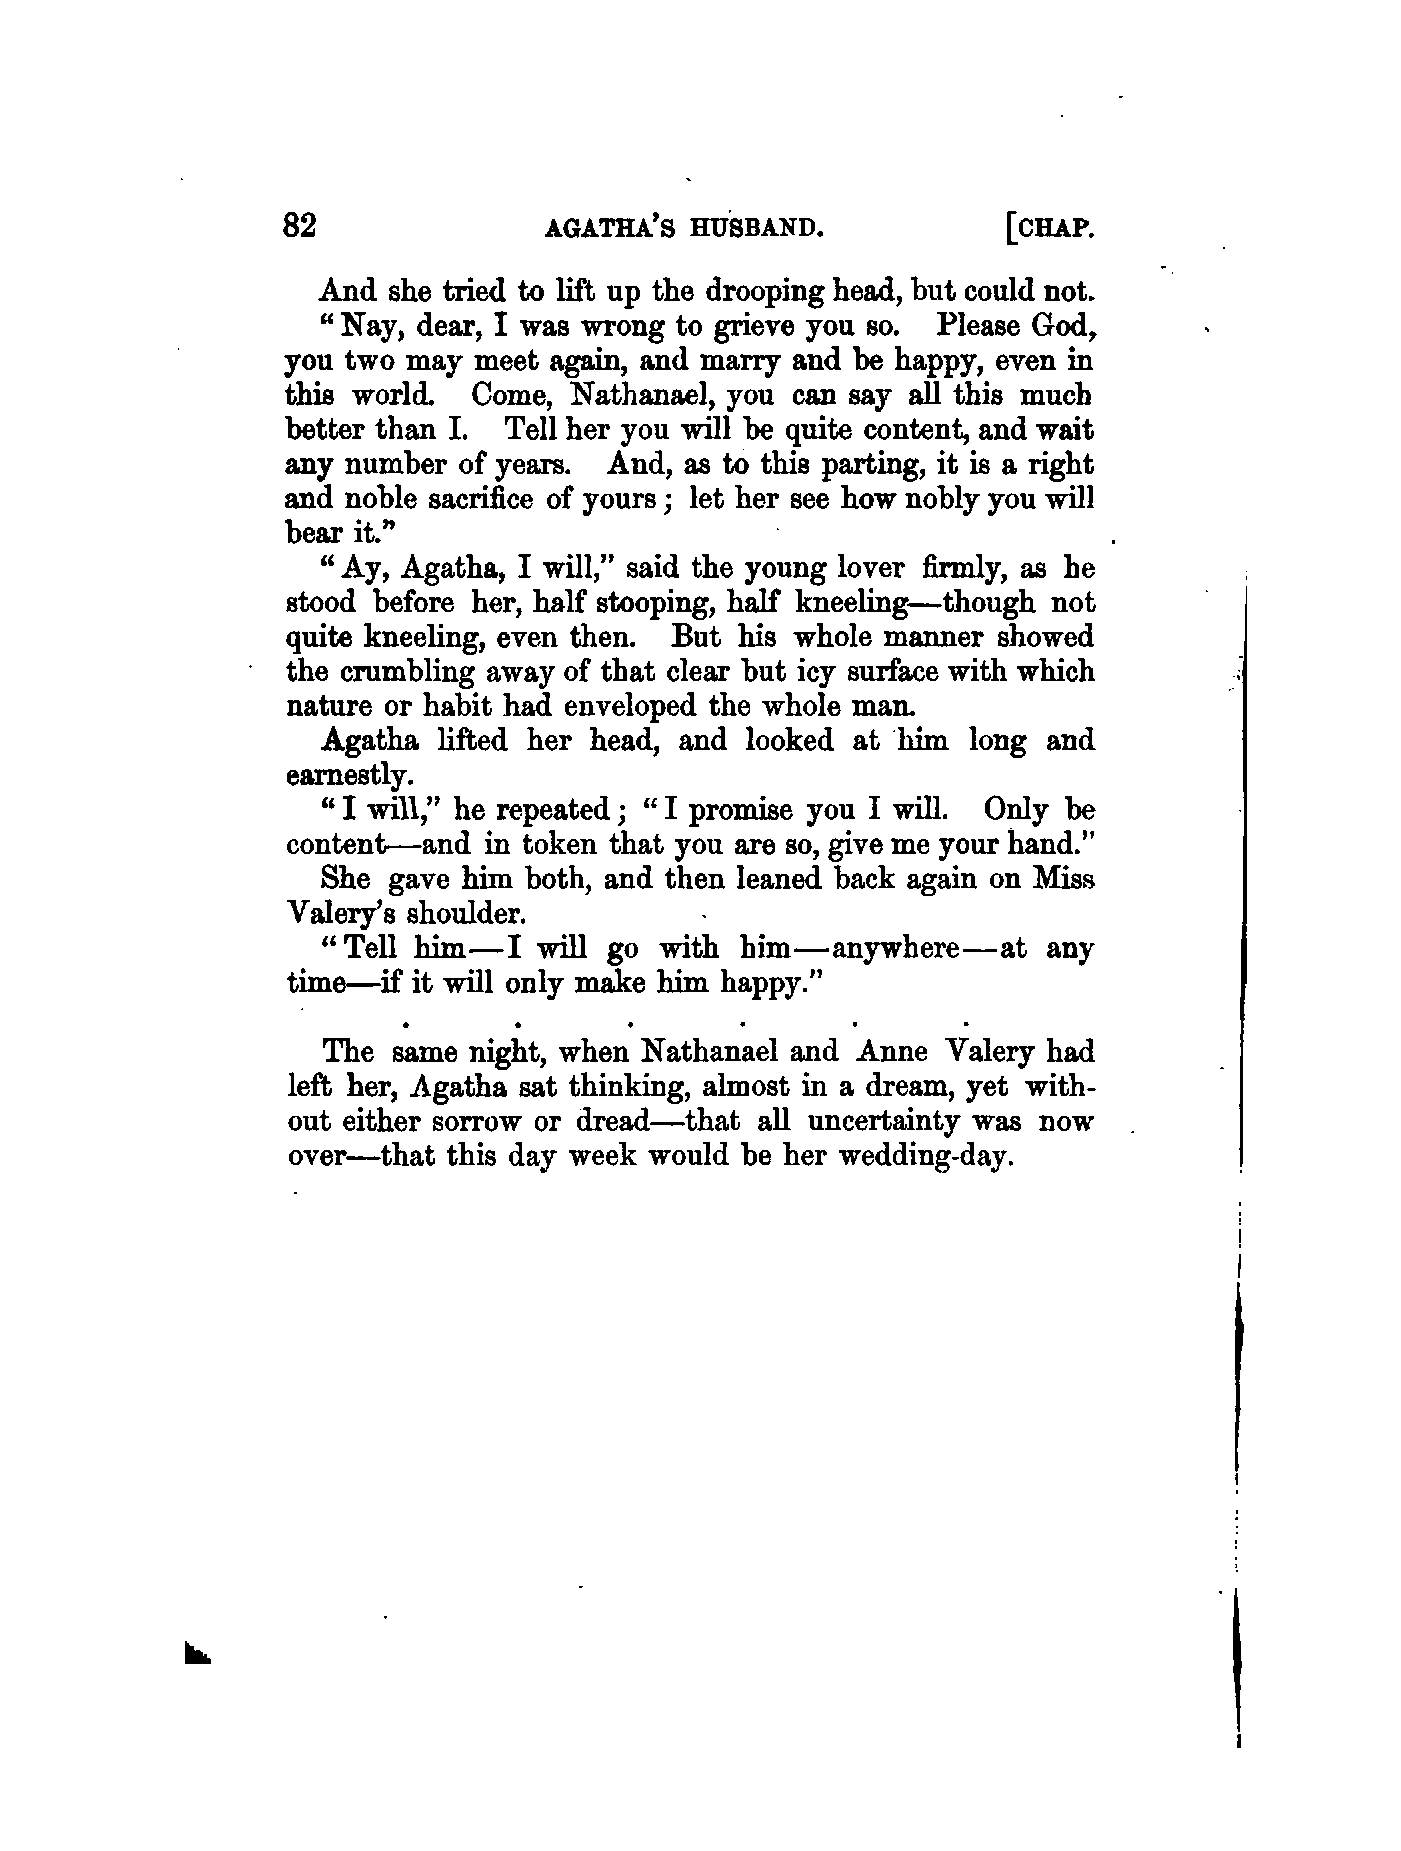 82 AGATHA'S HUSBAND. [CHAP.
And she tried to lift up the drooping head, but could not.
"Nay, dear, I was wrong to grieve you so. Please God,
you two may meet again, and marry and be happy, even in
this world. Come, Nathanael, you can say all this much
better than I. Tell her you will be quite content, and wait
any number of years. And, as to this parting, it is a right
and noble sacrifice of yours; let her see how nobly you will
bear it."
"Ay, Agatha, I will," said the young lover firmly, as he
stood before her, half stooping, half kneeling—though not
quite kneeling, even then. But his whole manner showed
the crumbling away of that clear but icy surface with which
nature or habit had enveloped the whole man.
Agatha lifted her head, and looked at him long and
earnestly.
"I will," he repeated; "I promise you I will. Only be
content—and in token that you are so, give me your hand."
She gave him both, and then leaned back again on Miss
Valery's shoulder.
"Tell him—I will go with him—anywhere—at any
time—if it will only make him happy."
. . . . . .
The same night, when Nathanael and Anne Valery had
left her, Agatha sat thinking, almost in a dream, yet with-
out either sorrow or dread—that all uncertainty was now
over—that this day week would be her wedding-day.